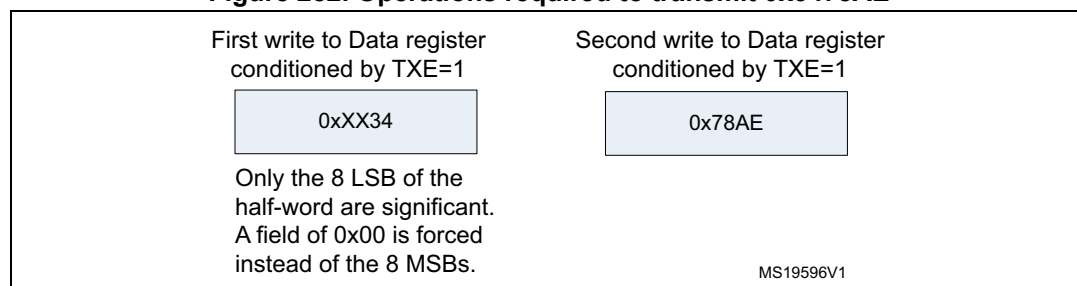 First write to Data register
conditioned by TXE=1
0xXX34
Only the 8 LSB of the
half-word are significant.
A field of 0x00 is forced
instead of the 8 MSBs.
Second write to Data register
conditioned by TXE=1
0x78AE
MS19596V1